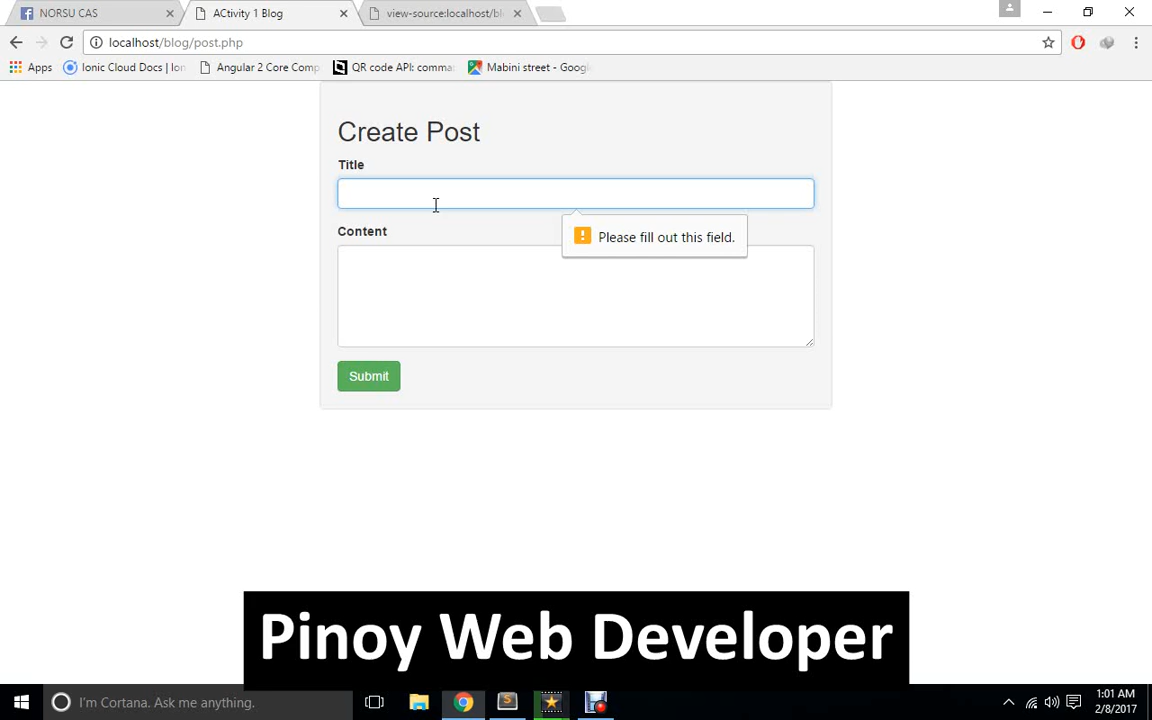 NORSU CAS
ACtivity 1 Blog
view-source:localhost/bl
localhost/blog/post.php
Apps
Ionic Cloud Docs | Ion
Angular 2 Core Comp
QR code API: comma
Mabini street - Googl
Create Post
Title
Please fill out this field.
Content
Submit
Pinoy Web Developer
I'm Cortana. Ask me anything.
1:01 AM
2/8/2017